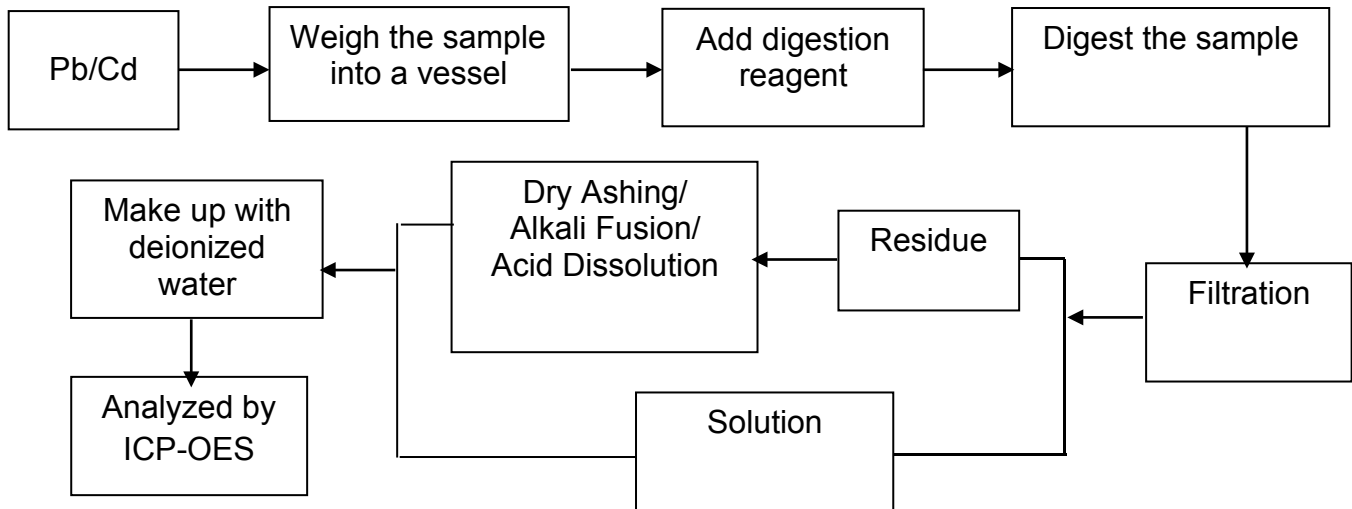 Pb/Cd
Weigh the sample
into a vessel
Add digestion
reagent
Digest the sample
Filtration
Residue
Solution
Dry Ashing/
Alkali Fusion/
Acid Dissolution
Make up with
deionized
water
Analyzed by
ICP-OES